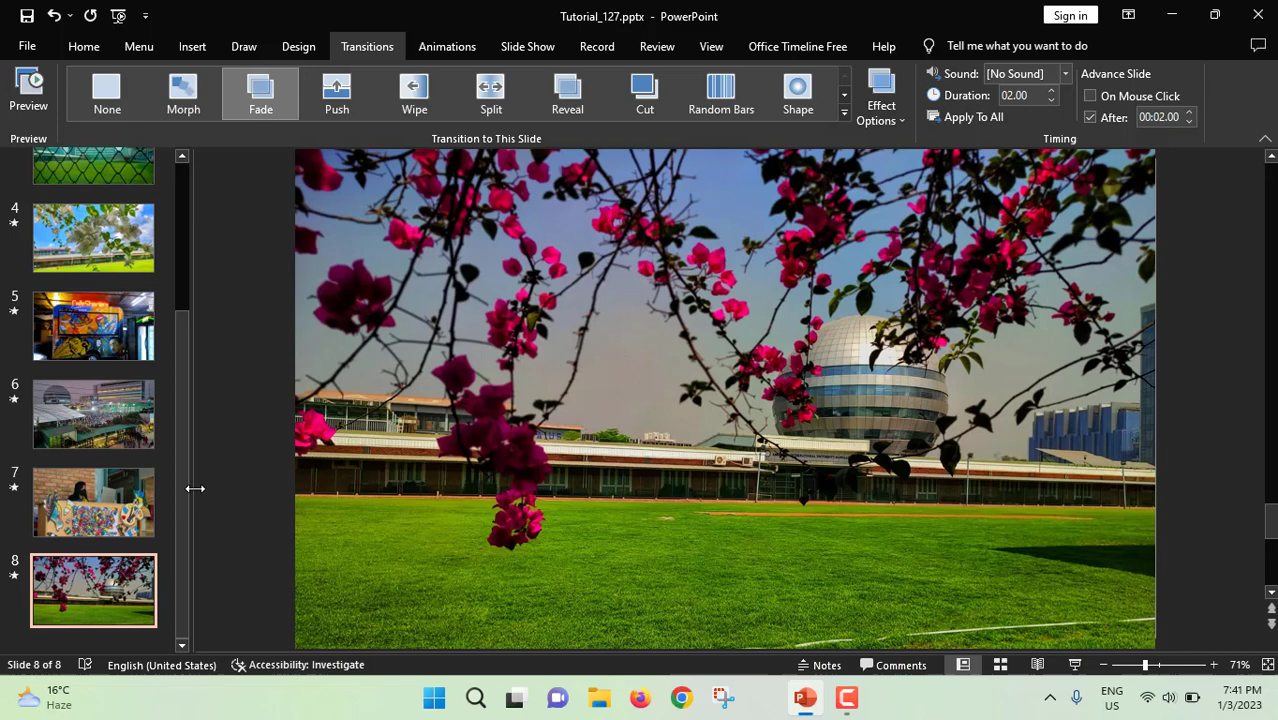 Tutorial_127.pptx - PowerPoint
Sign in
File
Home
Menu
Insert
Draw
Design
Transitions
Animations
Slide Show
Record
Review
View
Office Timeline Free
Help
Tell me what you want to do
Preview
None
Morph
Fade
Push
Wipe
Split
Reveal
Cut
Random Bars
Shape
Effect Options
Sound: [No Sound]
Duration: 02.00
Apply To All
Advance Slide
On Mouse Click
After: 00:02.00
Preview
Transition to This Slide
Timing
4
5
6
7
8
Slide 8 of 8
English (United States)
Accessibility: Investigate
Notes
Comments
71%
16°C
Haze
ENG
US
7:41 PM
1/3/2023